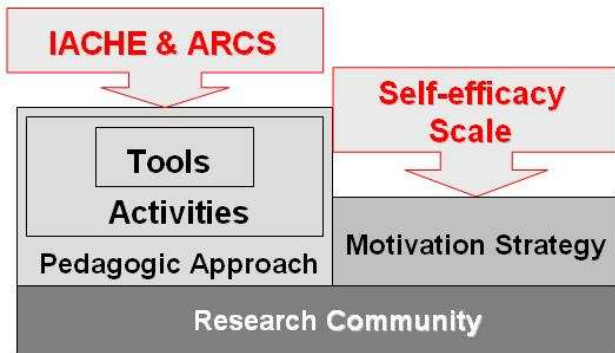 IACHE & ARCS
Self-efficacy
Scale
Tools
Activities
Pedagogic Approach
Motivation Strategy
Research Community